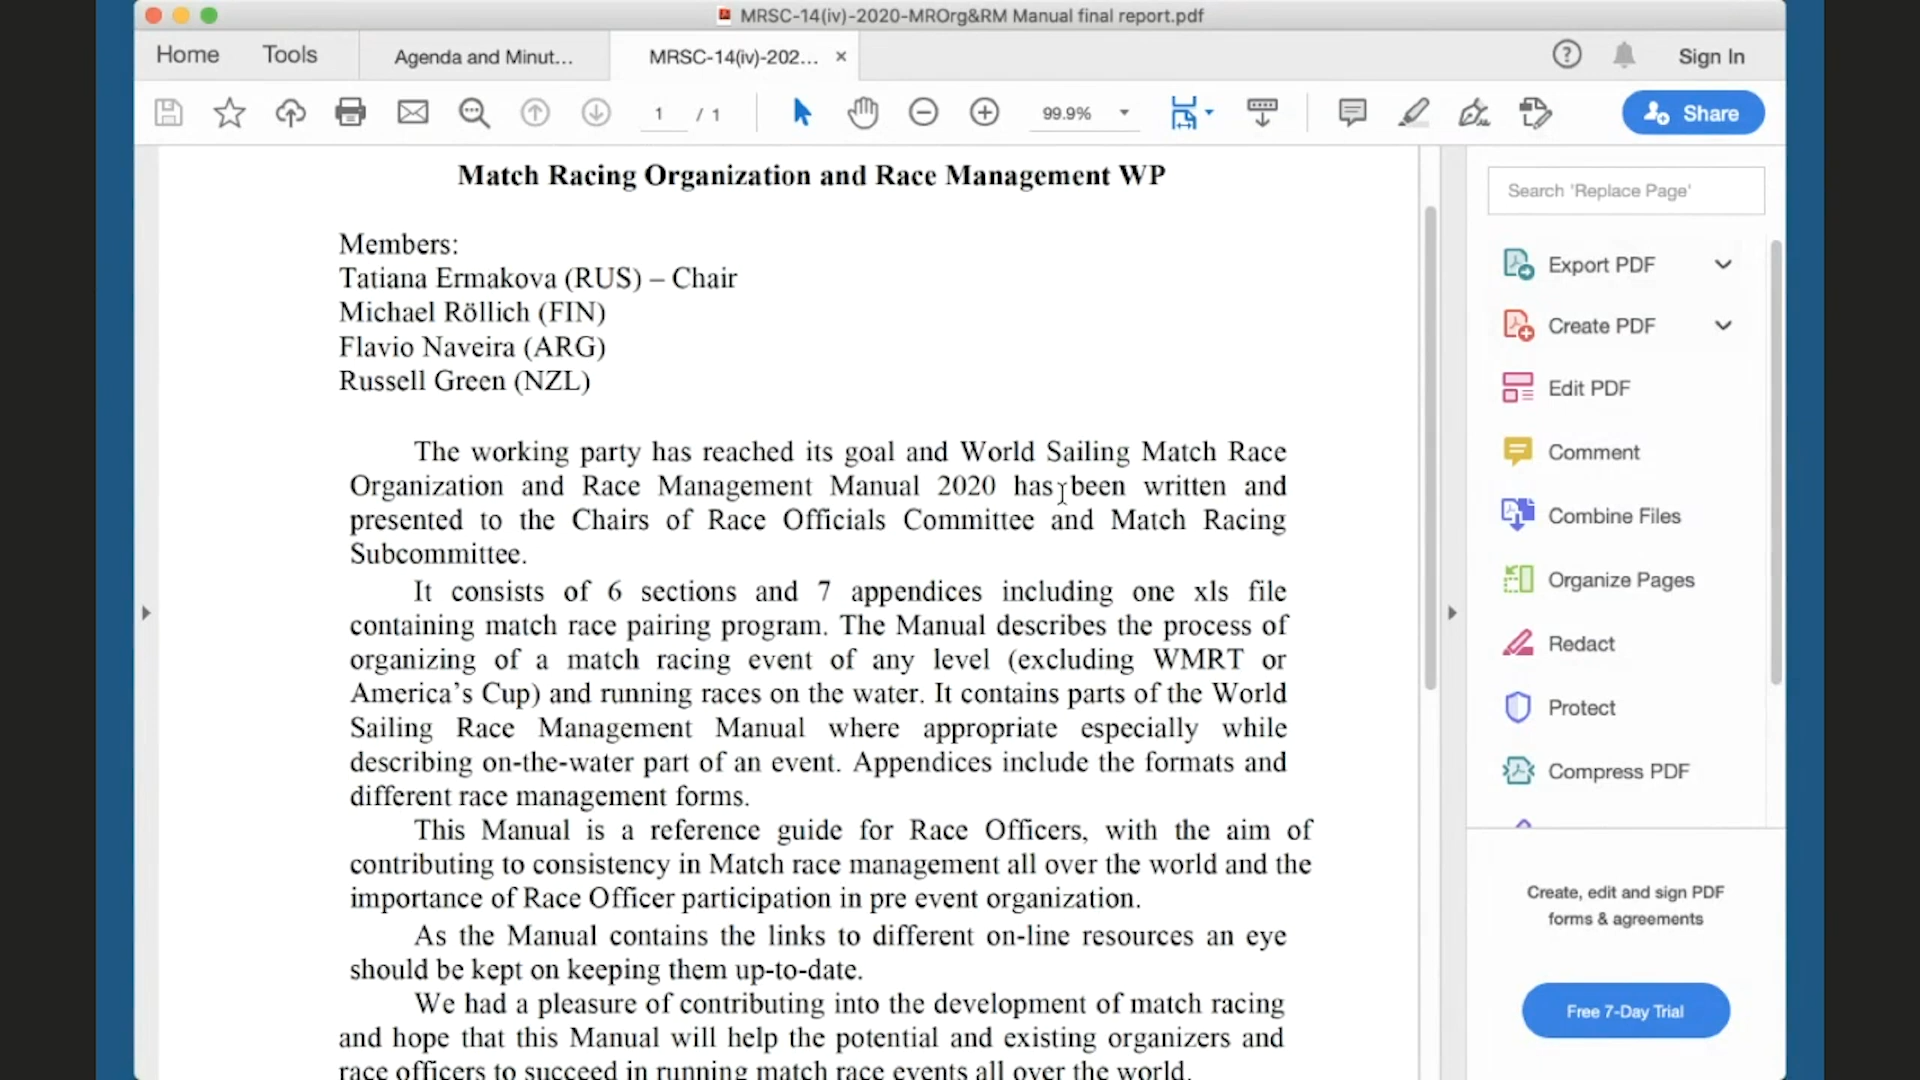 MRSC-14(iv)-2020-MROrg&RM Manual final report.pdf
Home Tools Agenda and Minut... MRSC-14(iv)-202... × Sign In
1 / 1 99.9% Share
Match Racing Organization and Race Management WP
Members:
Tatiana Ermakova (RUS) – Chair
Michael Röllich (FIN)
Flavio Naveira (ARG)
Russell Green (NZL)
The working party has reached its goal and World Sailing Match Race
Organization and Race Management Manual 2020 has been written and
presented to the Chairs of Race Officials Committee and Match Racing
Subcommittee.
It consists of 6 sections and 7 appendices including one xls file
containing match race pairing program. The Manual describes the process of
organizing of a match racing event of any level (excluding WMRT or
America's Cup) and running races on the water. It contains parts of the World
Sailing Race Management Manual where appropriate especially while
describing on-the-water part of an event. Appendices include the formats and
different race management forms.
This Manual is a reference guide for Race Officers, with the aim of
contributing to consistency in Match race management all over the world and the
importance of Race Officer participation in pre event organization.
As the Manual contains the links to different on-line resources an eye
should be kept on keeping them up-to-date.
We had a pleasure of contributing into the development of match racing
and hope that this Manual will help the potential and existing organizers and
race officers to succeed in running match race events all over the world.
Search 'Replace Page'
Export PDF
Create PDF
Edit PDF
Comment
Combine Files
Organize Pages
Redact
Protect
Compress PDF
Create, edit and sign PDF
forms & agreements
Free 7-Day Trial